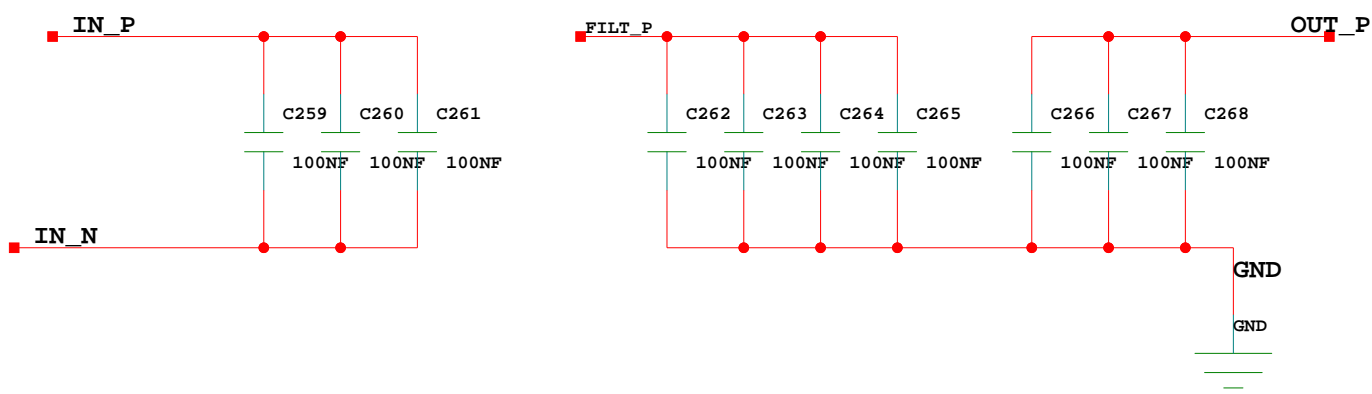 IN_P
FILT_P
OUT_P
C259
C260
C261
C262
C263
C264
C265
C266
C267
C268
100NF
100NF
100NF
100NF
100NF
100NF
100NF
100NF
100NF
100NF
IN_N
GND
GND